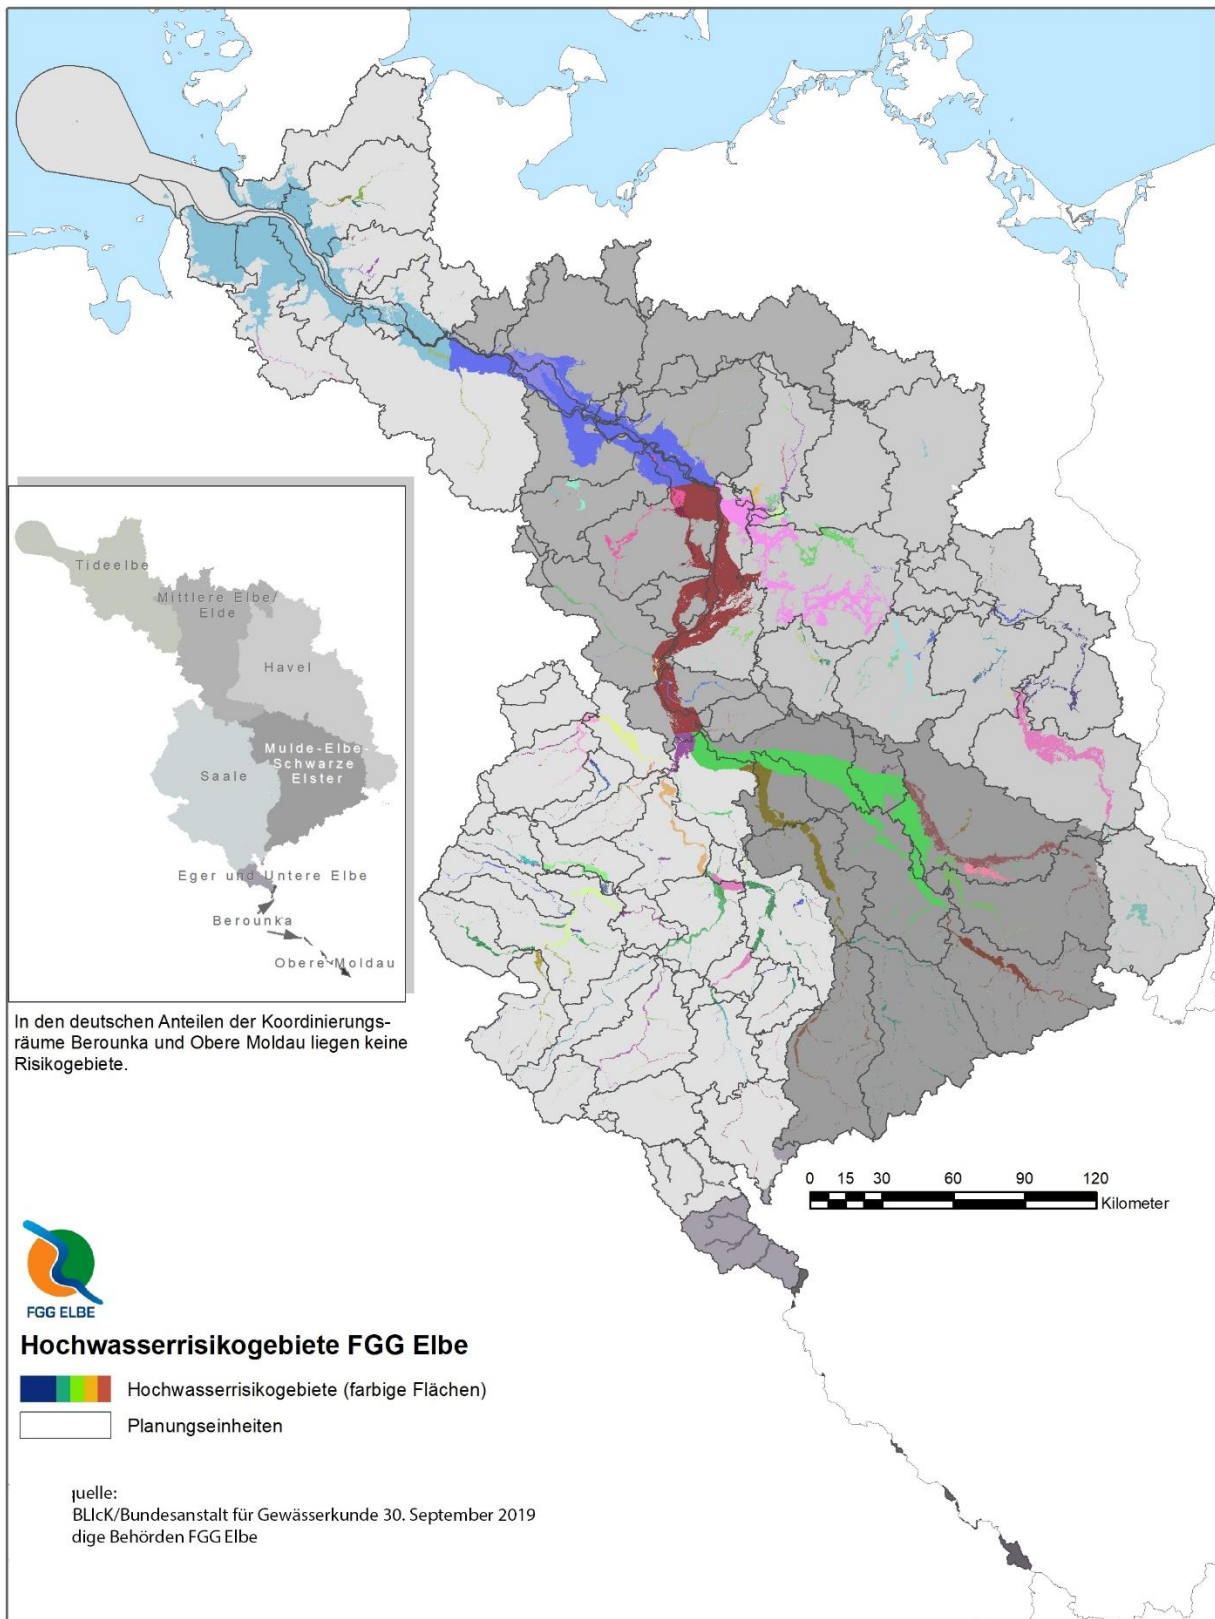 Tideelbe
Mittlere Elbe/
Elde
Havel
Mulde-Elbe-
Schwarze
Elster
Saale
Eger und Untere Elbe
Berounka
Obere Moldau
In den deutschen Anteilen der Koordinierungs-
räume Berounka und Obere Moldau liegen keine
Risikogebiete.
0 15 30 60 90 120
Kilometer
FGG ELBE
Hochwasserrisikogebiete FGG Elbe
Hochwasserrisikogebiete (farbige Flächen)
Planungseinheiten
uelle:
BLIcK/Bundesanstalt für Gewässerkunde 30. September 2019
dige Behörden FGG Elbe